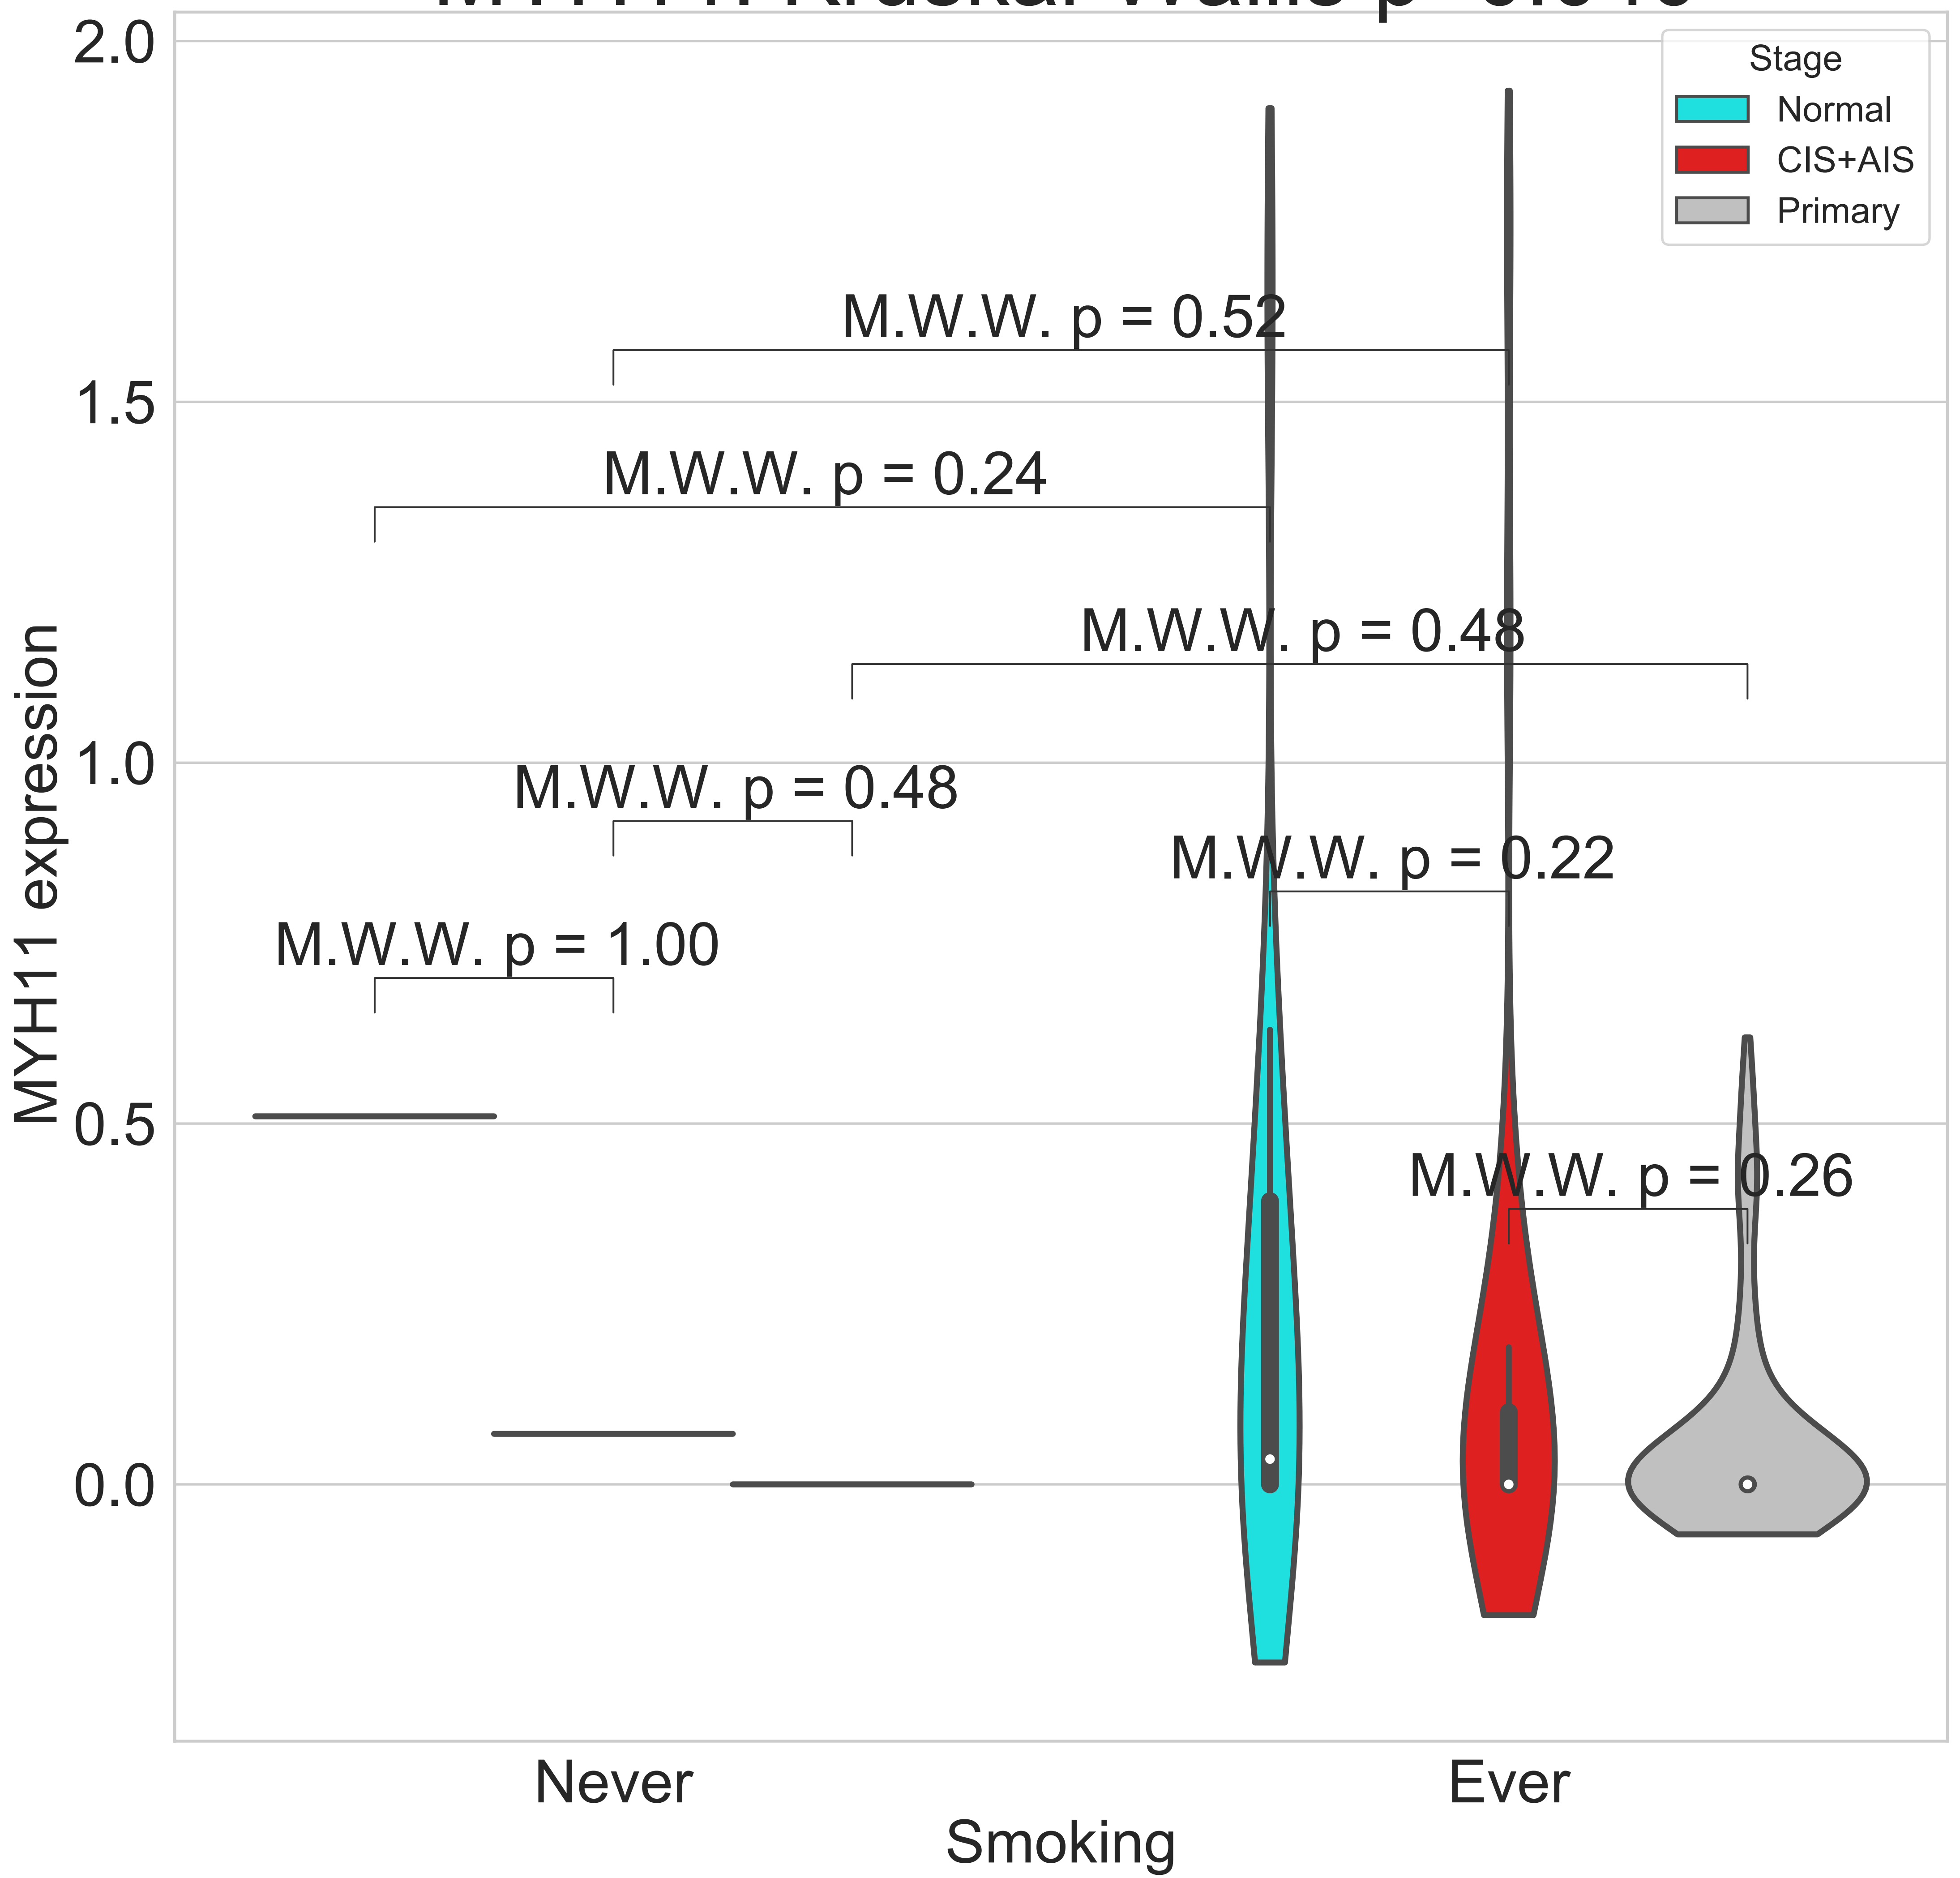 2.0
1.5
1.0
0.5
0.0
MYH11 expression
Stage
Normal
CIS+AIS
Primary
M.W.W. p = 0.52
M.W.W. p = 0.24
M.W.W. p = 0.48
M.W.W. p = 0.48
M.W.W. p = 0.22
M.W.W. p = 1.00
M.W.W. p = 0.26
Never
Ever
Smoking